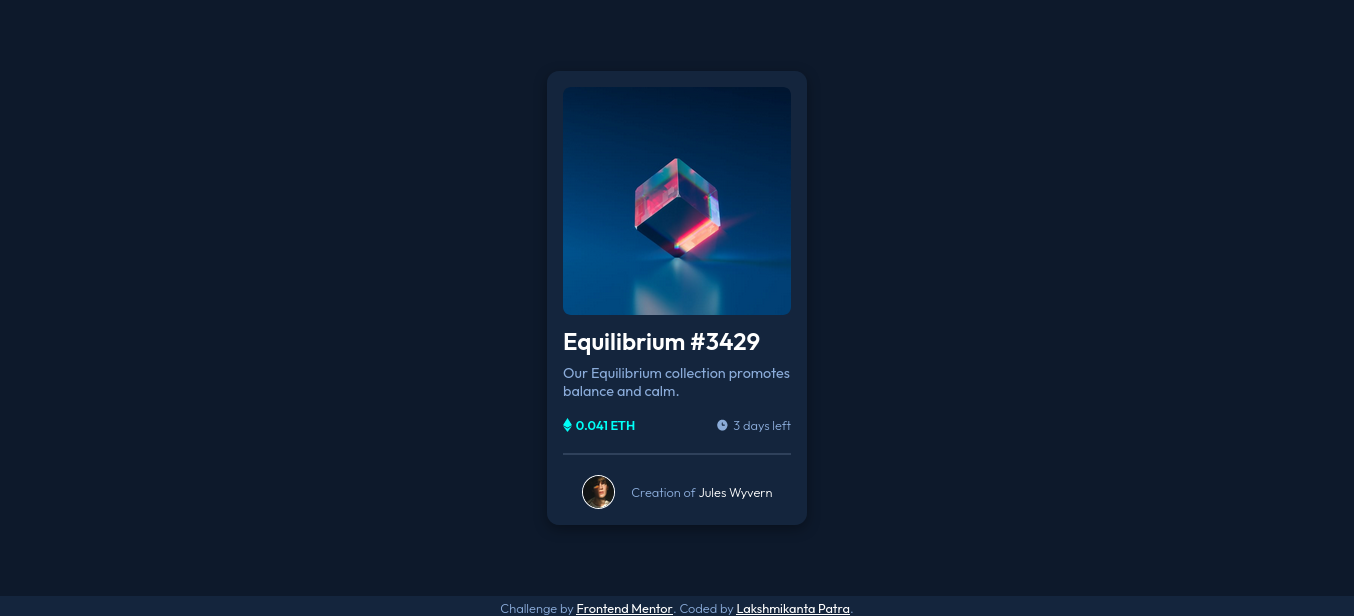 Equilibrium #3429
Our Equilibrium collection promotes
balance and calm.
0.041 ETH
3 days left
Creation of Jules Wyvern
Challenge by Frontend Mentor. Coded by Lakshmikanta Patra.